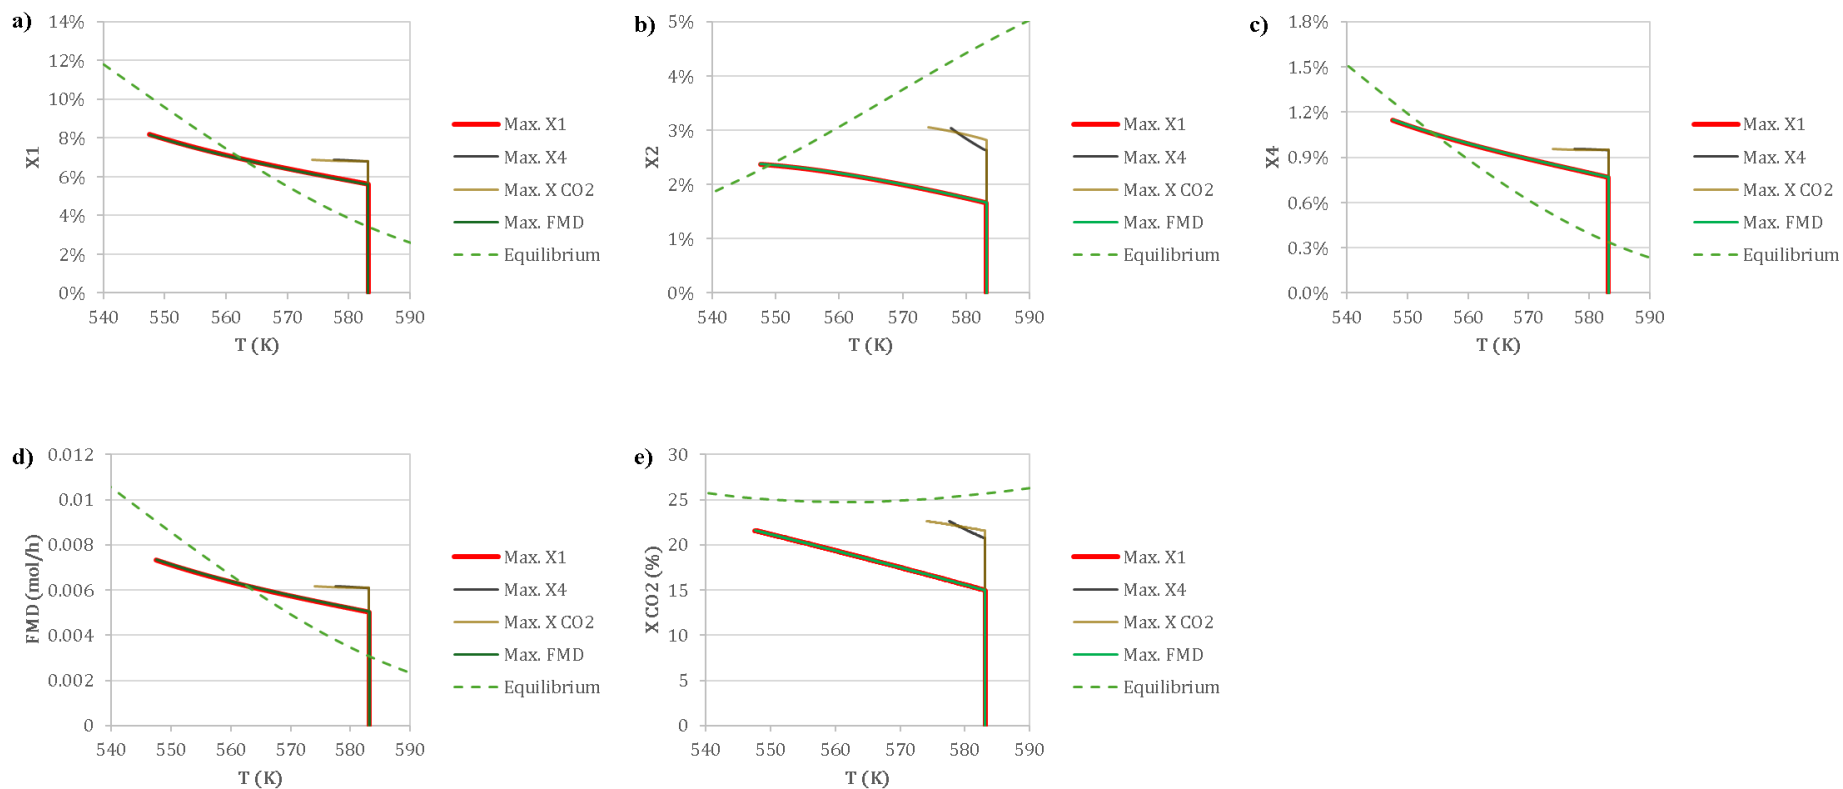 a)
X1
14%
12%
10%
8%
6%
4%
2%
0%
540 550 560 570 580 590
T (K)
Max. X1
Max. X4
Max. X CO2
Max. FMD
Equilibrium
b)
X2
5%
4%
3%
2%
1%
0%
540 550 560 570 580 590
T (K)
Max. X1
Max. X4
Max. X CO2
Max. FMD
Equilibrium
c)
X4
1.8%
1.5%
1.2%
0.9%
0.6%
0.3%
0.0%
540 550 560 570 580 590
T (K)
Max. X1
Max. X4
Max. X CO2
Max. FMD
Equilibrium
d)
FMD (mol/h)
0.012
0.01
0.008
0.006
0.004
0.002
0
540 550 560 570 580 590
T (K)
Max. X1
Max. X4
Max. X CO2
Max. FMD
Equilibrium
e)
X CO2 (%)
30
25
20
15
10
5
0
540 550 560 570 580 590
T (K)
Max. X1
Max. X4
Max. X CO2
Max. FMD
Equilibrium